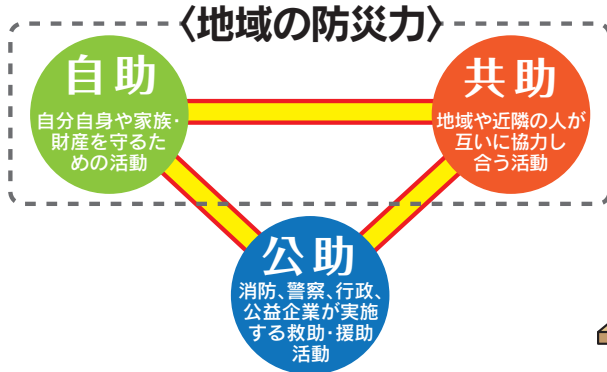 〈地域の防災力〉
自助
自分自身や家族・
財産を守るた
めの活動
共助
地域や近隣の人が
互いに協力し
合う活動
公助
消防、警察、行政、
公益企業が実施
する救助・援助
活動